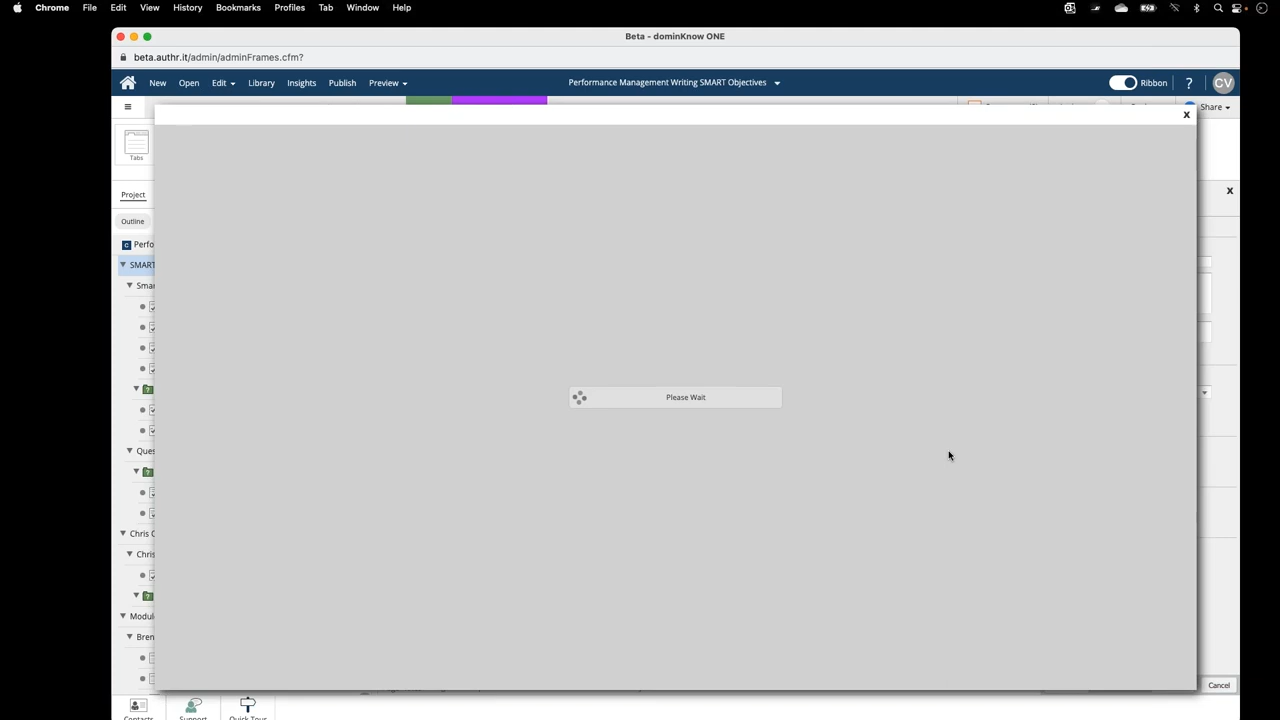 Chrome File Edit View History Bookmarks Profiles Tab Window Help
Beta - dominKnow ONE
beta.authr.it/admin/adminFrames.cfm?
New Open Edit Library Insights Publish Preview Performance Management Writing SMART Objectives Ribbon ? CV
Share
X
Tabs
Project
X
Outline
C Perfo
SMART
Smar
Ques
Chris C
Chris
Modul
Bren
Please Wait
Cancel
Contacts Support Quick Tour